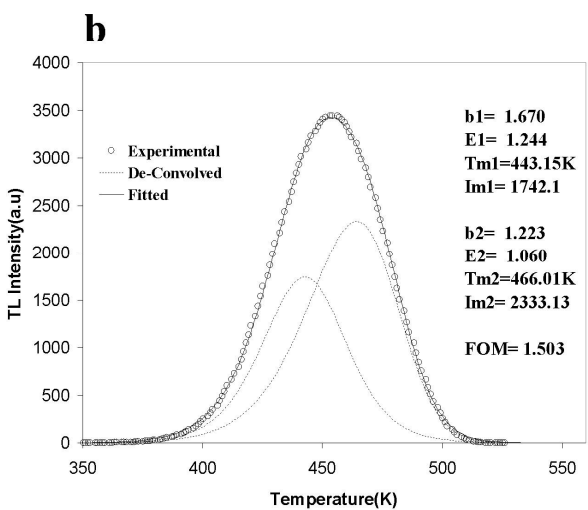 b
4000
3500
3000
2500
2000
1500
1000
500
0
TL Intensity(a.u)
Experimental
De-Convolved
Fitted
b1= 1.670
E1= 1.244
Tm1=443.15K
Im1= 1742.1
b2= 1.223
E2= 1.060
Tm2=466.01K
Im2= 2333.13
FOM= 1.503
350 400 450 500 550
Temperature(K)